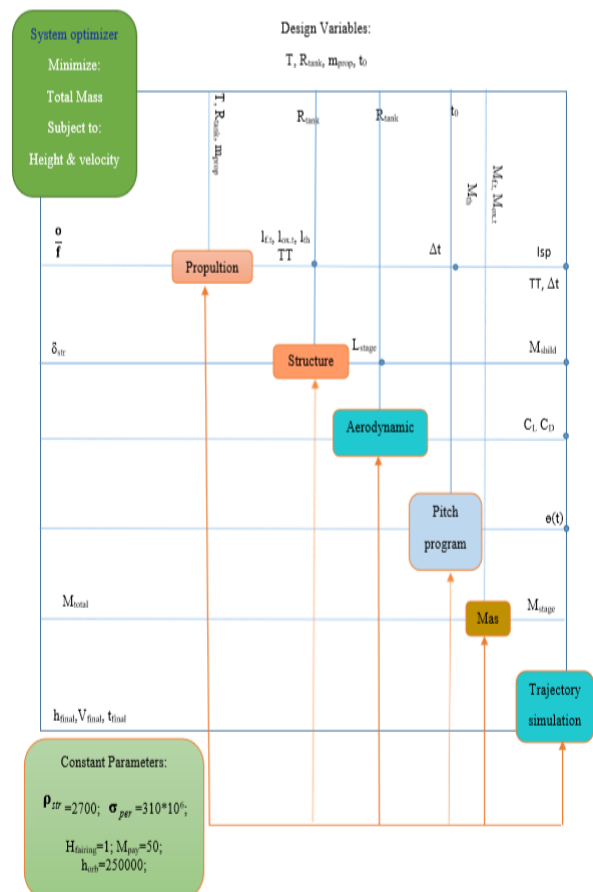 System optimizer
Minimize:
Total Mass
Subject to:
Height & velocity
Design Variables:
T, Rtank, mprop, t0
T, Rtank, mprop
Rtank
Rtank
t0
Mth
Mf.t, Mox.t
o
f
Propultion
lf.t, lox.t, lth
TT
Δt
Isp
TT, Δt
δstr
Structure
Lstage
Mshild
Aerodynamic
CL CD
Pitch
program
ɵ(t)
Mtotal
Mas
Mstage
Trajectory
simulation
hfinal,Vfinal, tfinal
Constant Parameters:
ρstr =2700; σper =310*10⁶;
Hfairing=1; Mpay=50;
horb=250000;